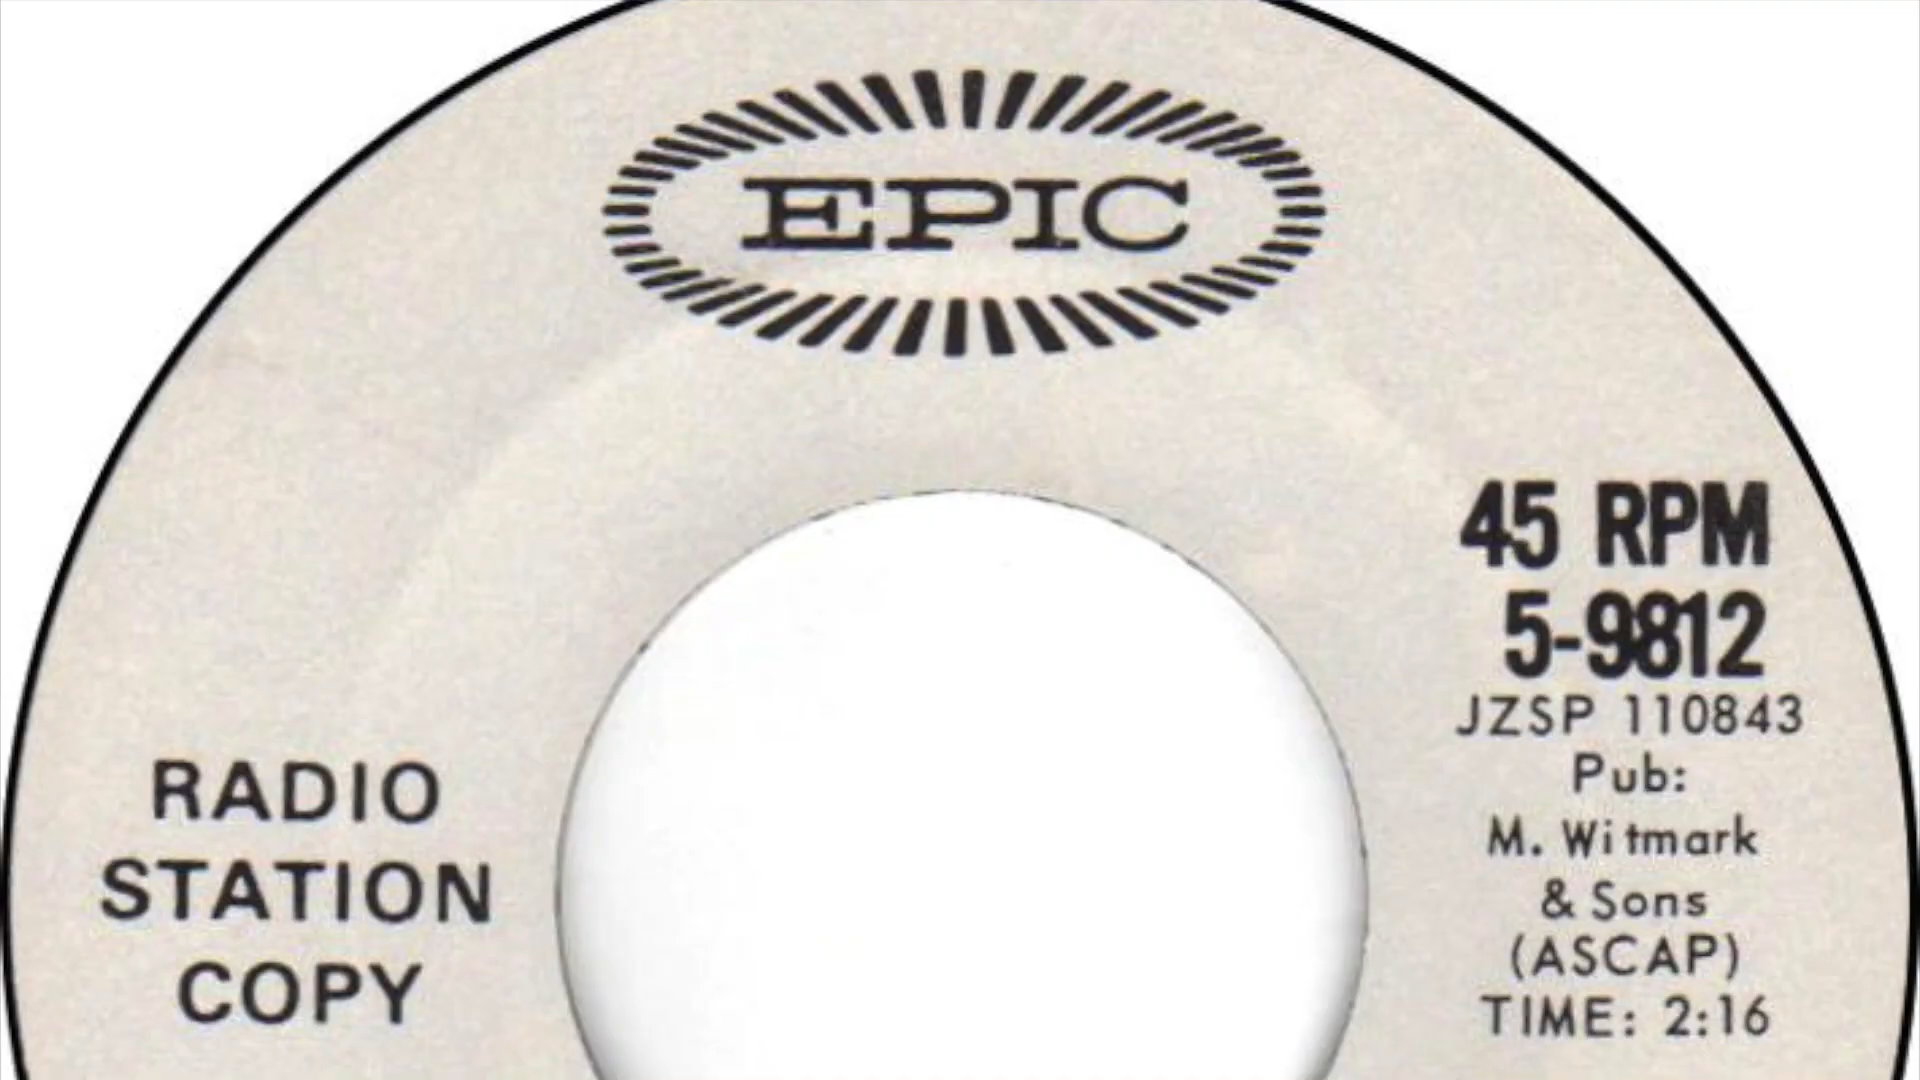 EPIC
45 RPM
5-9812
JZSP 110843
Pub:
M. Witmark
& Sons
(ASCAP)
TIME: 2:16
RADIO
STATION
COPY